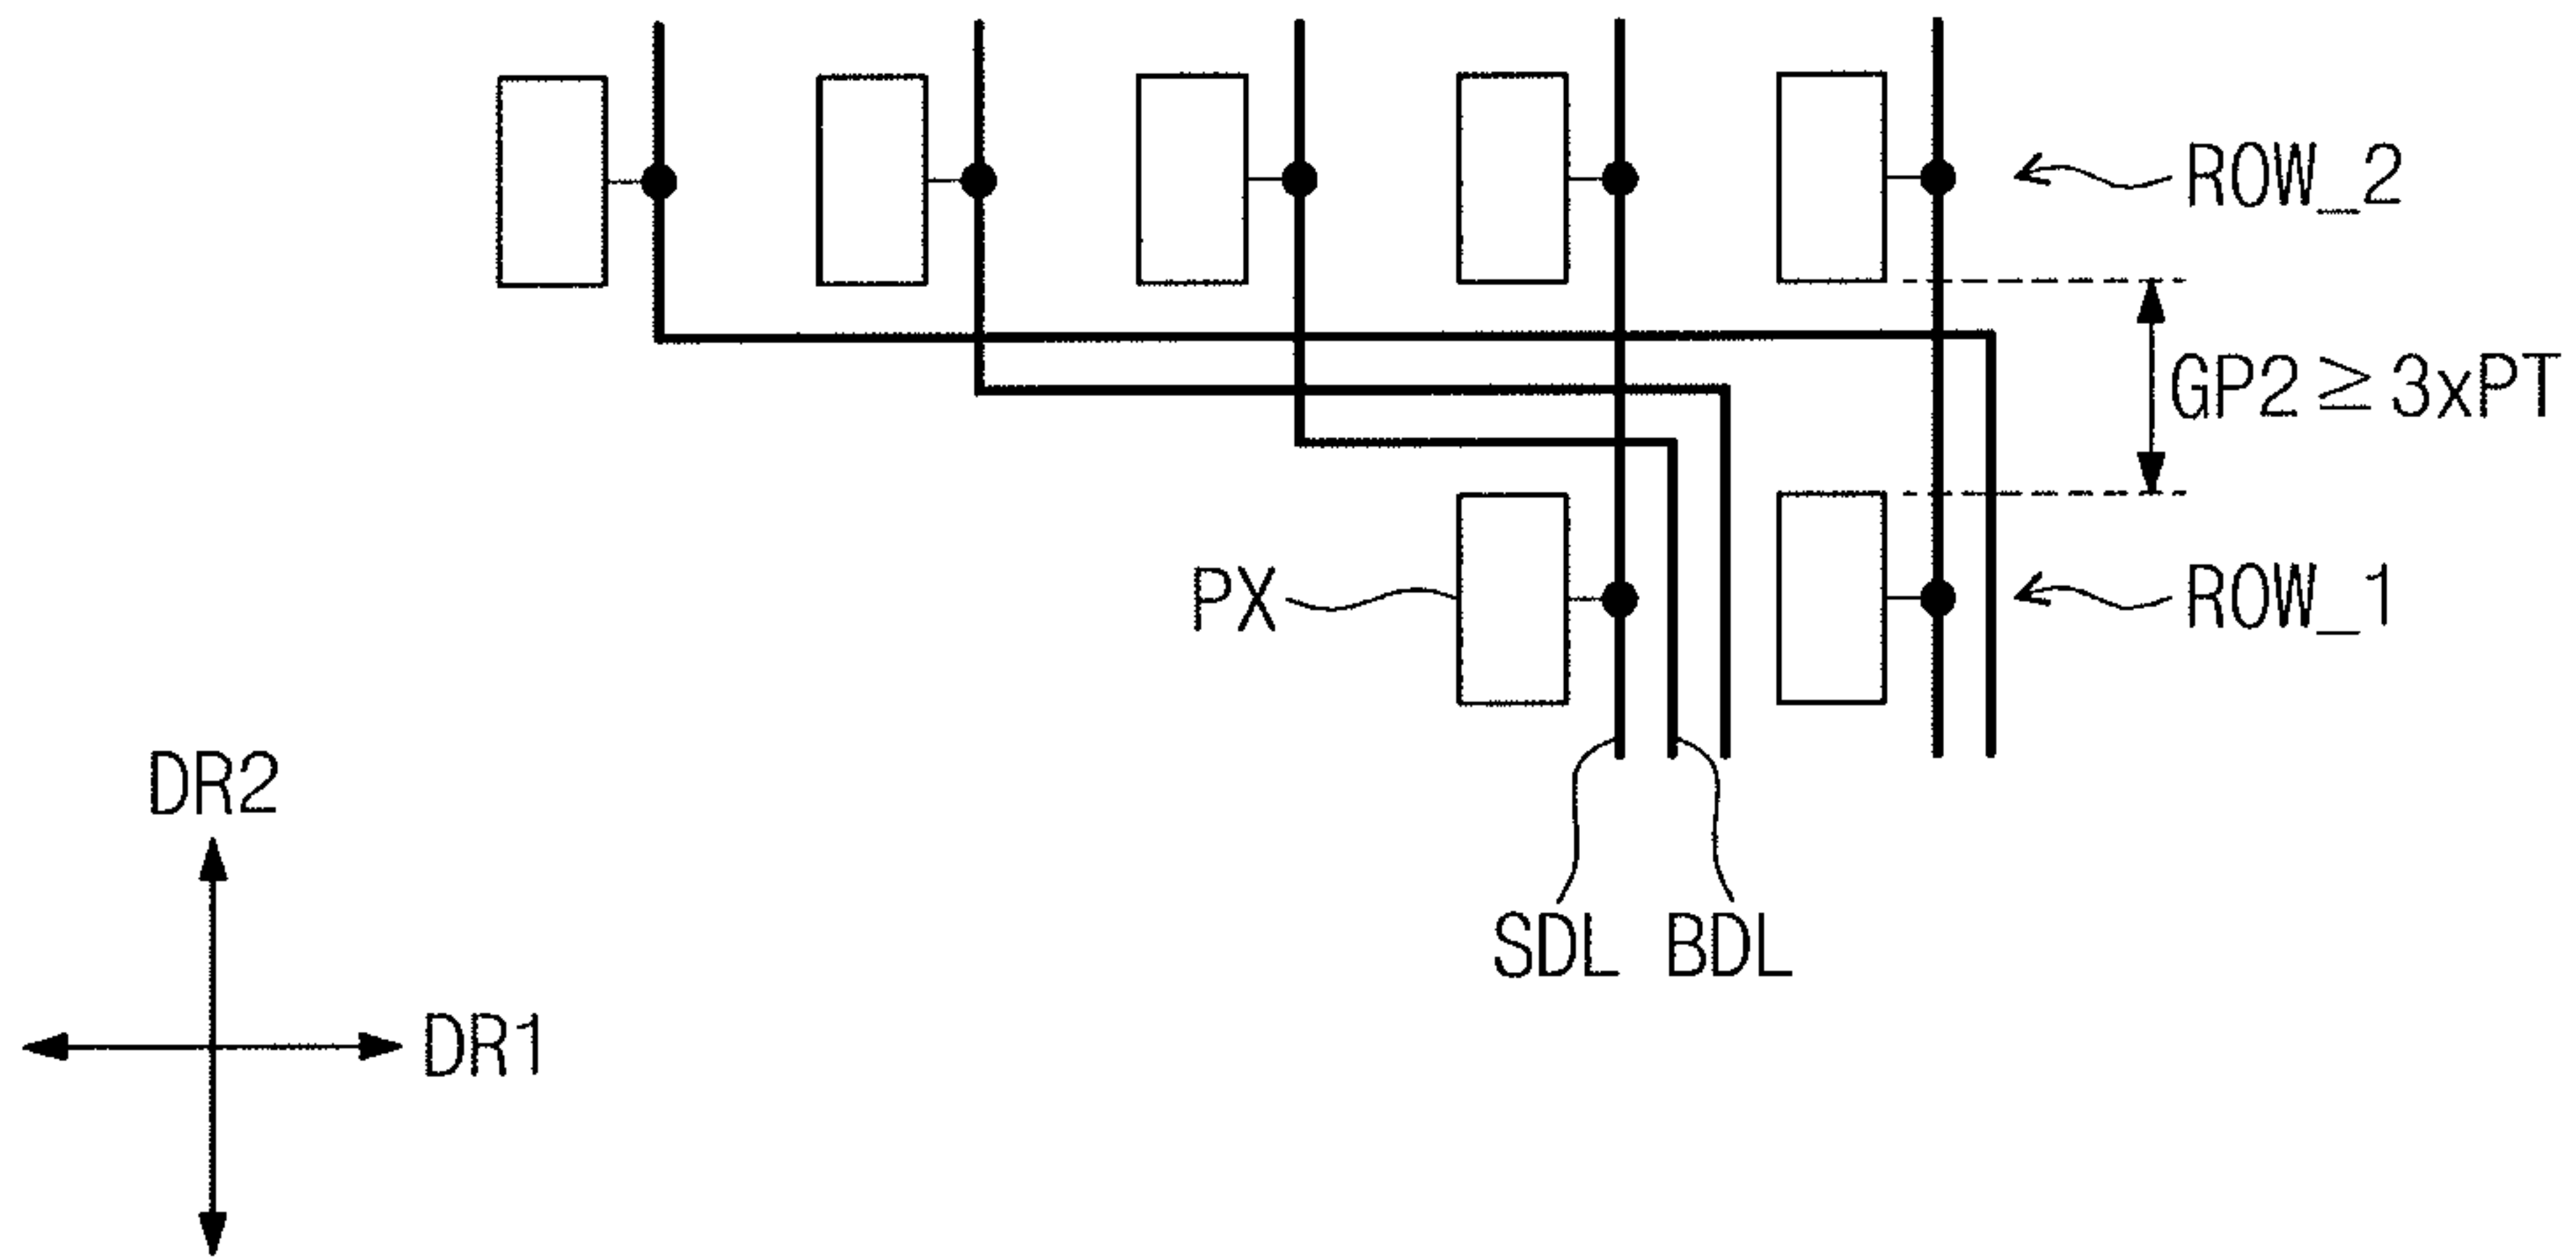 ROW_2
GP2 ≥ 3xPT
PX
ROW_1
DR2
SDL BDL
DR1